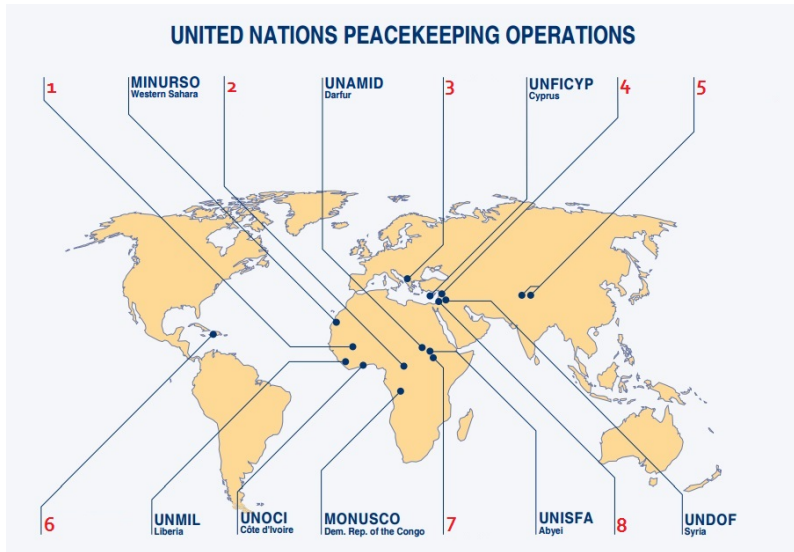 UNITED NATIONS PEACEKEEPING OPERATIONS
1
MINURSO
Western Sahara
2
UNAMID
Darfur
3
UNFICYP
Cyprus
4
5
6
UNMIL
Liberia
UNOCI
Côte d'Ivoire
MONUSCO
Dem. Rep. of the Congo
7
UNISFA
Abyei
8
UNDOF
Syria